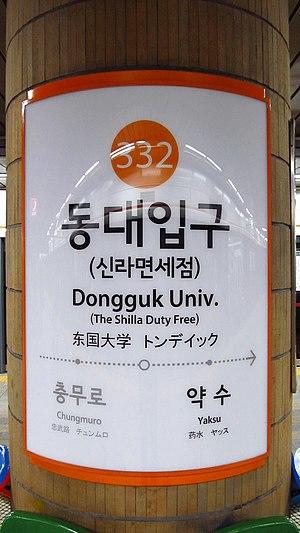 332
동대입구
(신라면세점)
Dongguk Univ.
(The Shilla Duty Free)
东国大学 トンデイック
충무로 약수
Chungmuro Yaksu
忠武路 チュンムロ 药水 ヤッス